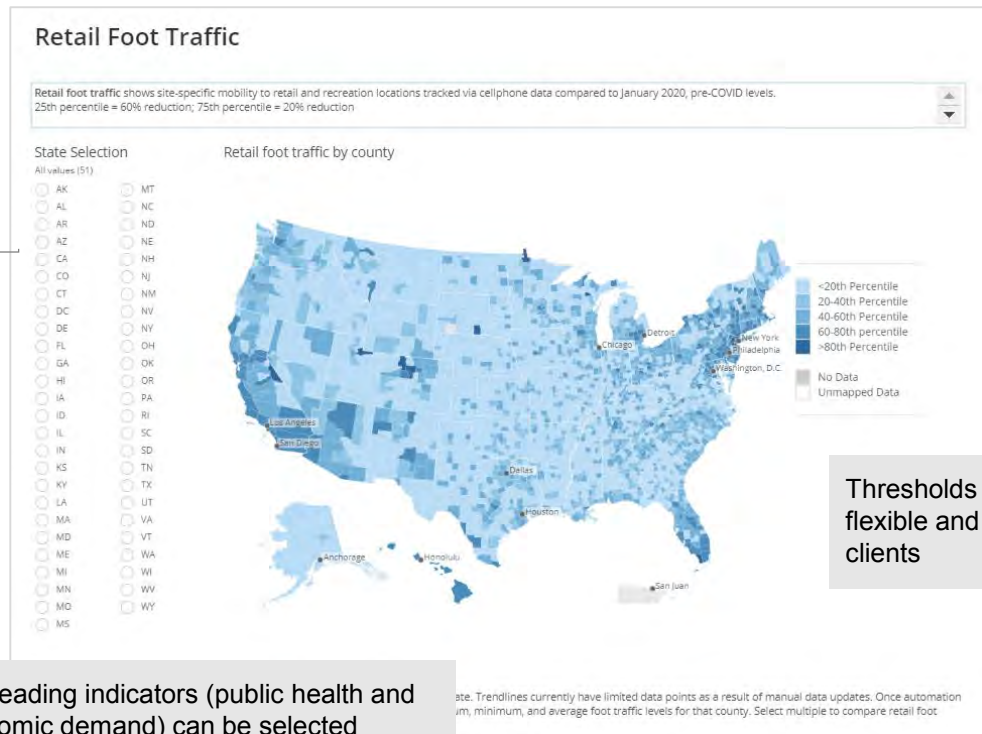 Retail Foot Traffic
Retail foot traffic shows site-specific mobility to retail and recreation locations tracked via cellphone data compared to January 2020, pre-COVID levels.
25th percentile = 60% reduction; 75th percentile = 20% reduction
State Selection
All values (51)
AK MT
AL NC
AR ND
AZ NE
CA NH
CO NJ
CT NM
DC NV
DE NY
FL OH
GA OK
HI OR
IA PA
ID RI
IL SC
IN SD
KS TN
KY TX
LA UT
MA VA
MD VT
ME WA
MI WI
MN WV
MO WY
MS
Retail foot traffic by county
Detroit
Chicago
New York
Philadelphia
Washington, D.C.
Los Angeles
San Diego
Dallas
Houston
Anchorage
Honolulu
San Juan
<20th Percentile
20-40th Percentile
40-60th Percentile
60-80th percentile
>80th Percentile
No Data
Unmapped Data
Thresholds
flexible and
clients
eading indicators (public health and
omic demand) can be selected
ate. Trendlines currently have limited data points as a result of manual data updates. Once automation
um, minimum, and average foot traffic levels for that county. Select multiple to compare retail foot